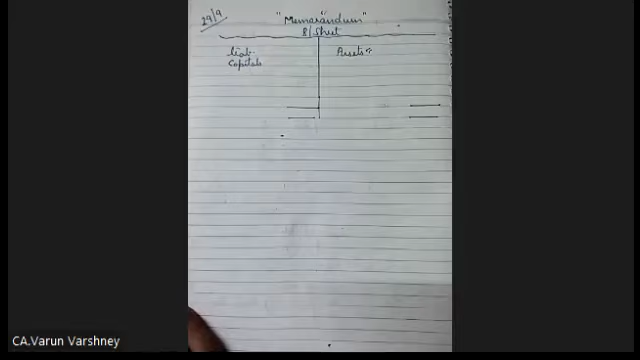 29/9
"Memorandum"
B/Sheet
Liab
Assets
Capitals
CA.Varun Varshney